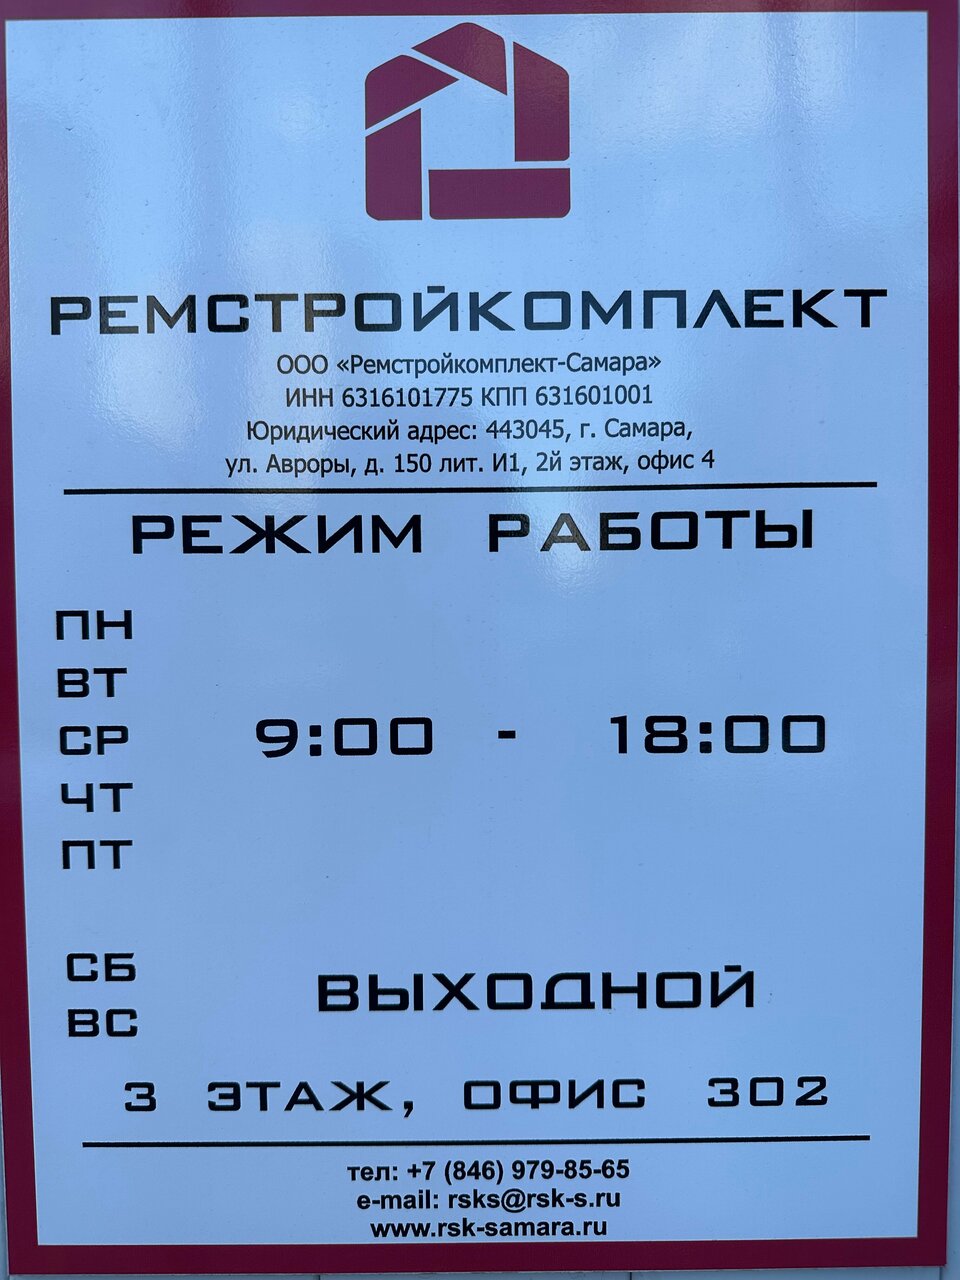 РЕМСТРОЙКОМПЛЕКТ
ООО «Ремстройкомплект-Самара»
ИНН 6316101775 КПП 631601001
Юридический адрес: 443045, г. Самара,
ул. Авроры, д. 150 лит. И1, 2й этаж, офис 4
РЕЖИМ РАБОТЫ
ПН
ВТ
СР 9:00 - 18:00
ЧТ
ПТ
СБ
ВЫХОДНОЙ
ВС
3 ЭТАЖ, ОФИС 302
тел: +7 (846) 979-85-65
e-mail: rsks@rsk-s.ru
www.rsk-samara.ru